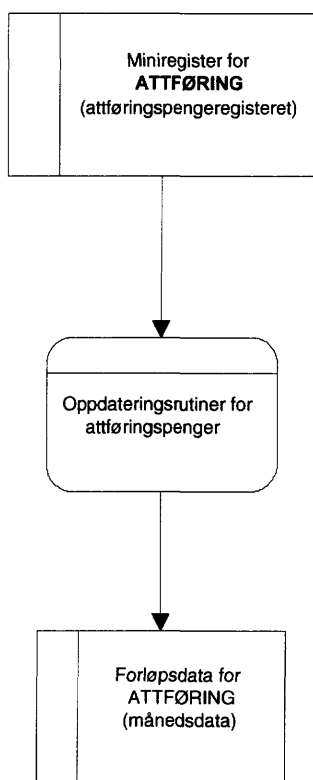 Miniregister for
ATTFØRING
(attføringspengeregisteret)
Oppdateringsrutiner for
attføringspenger
Forløpsdata for
ATTFØRING
(månedsdata)